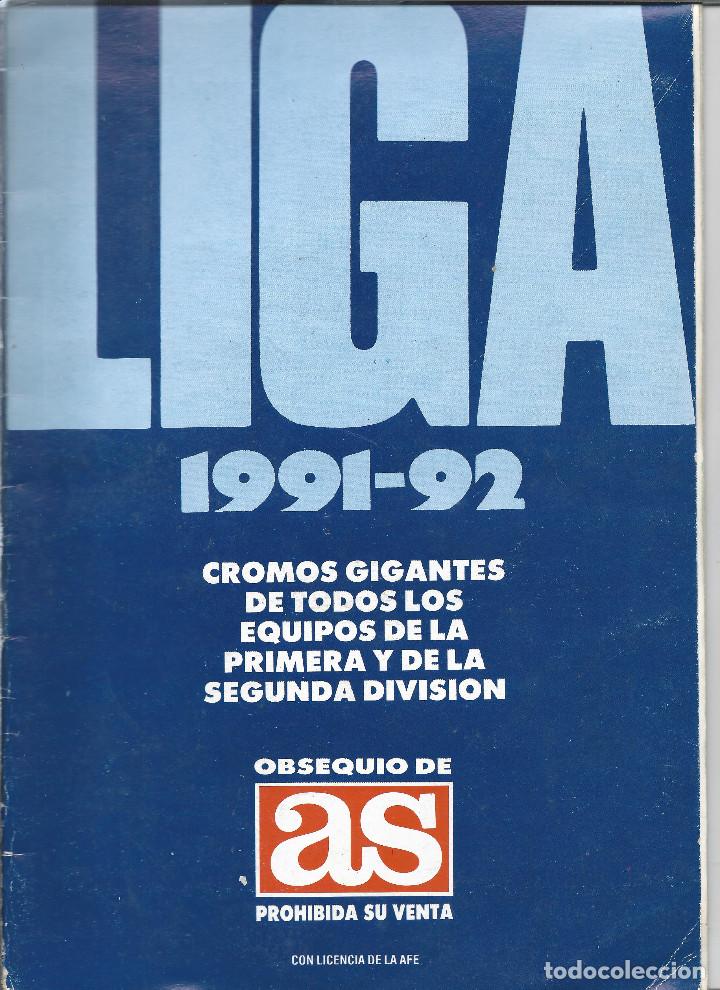 LIGA
1991-92
CROMOS GIGANTES
DE TODOS LOS
EQUIPOS DE LA
PRIMERA Y DE LA
SEGUNDA DIVISION
OBSEQUIO DE
as
PROHIBIDA SU VENTA
CON LICENCIA DE LA AFE
todocoleccion